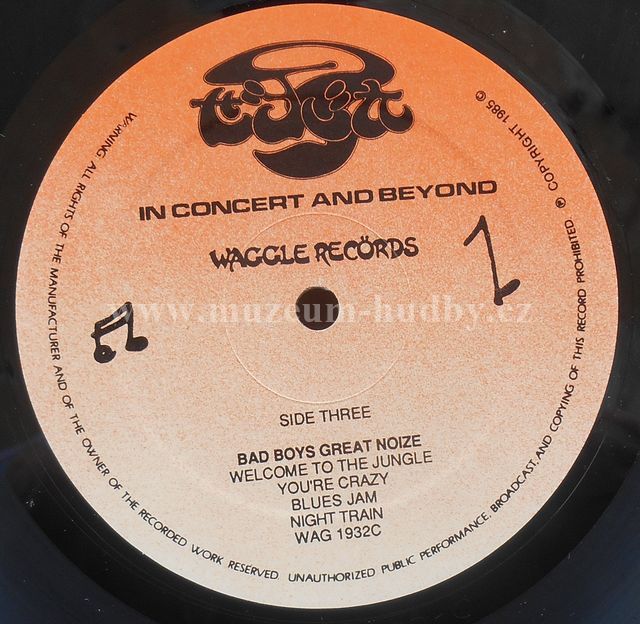 IN CONCERT AND BEYOND
WAGGLE RECÖRDS
www.muzeum-hudby.cz
SIDE THREE
BAD BOYS GREAT NOIZE
WELCOME TO THE JUNGLE
YOU'RE CRAZY
BLUES JAM
NIGHT TRAIN
WAG 1932C
WARNING. ALL RIGHTS OF THE MANUFACTURER AND OF THE OWNER OF THE RECORDED WORK RESERVED. UNAUTHORIZED PUBLIC PERFORMANCE, BROADCAST, AND COPYING OF THIS RECORD PROHIBITED. ℗ COPYRIGHT 1985 ©